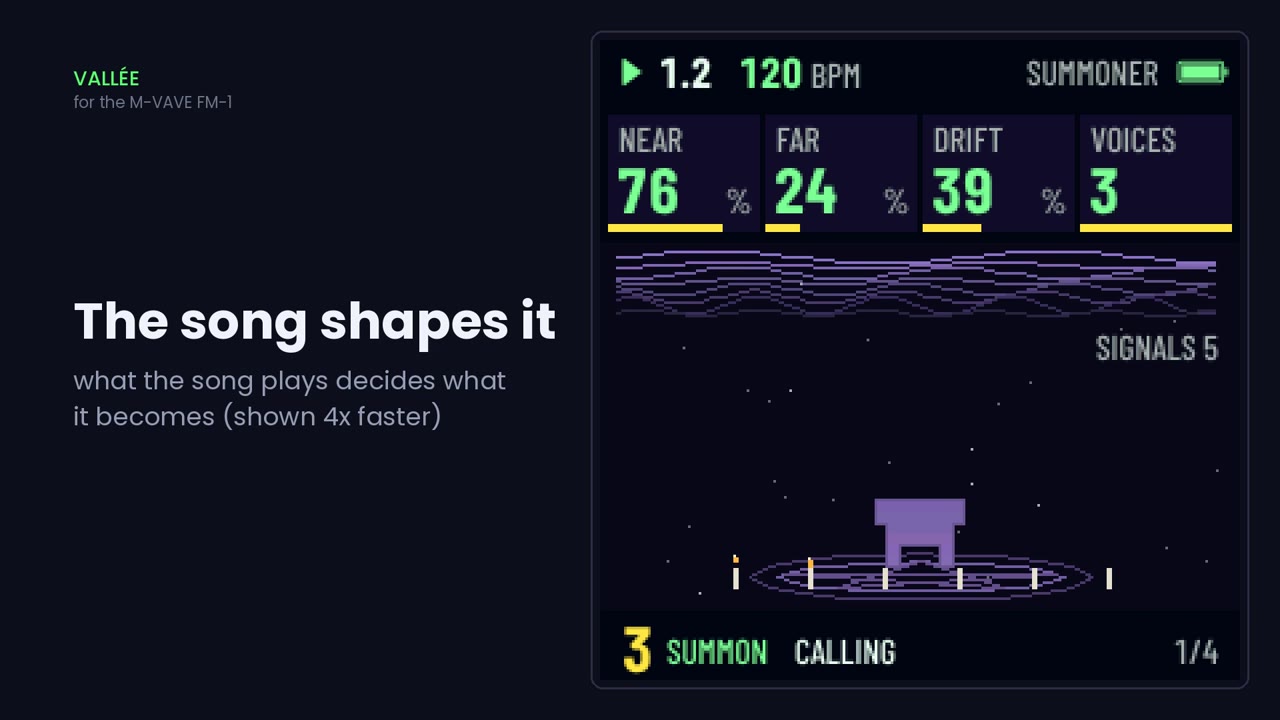 VALLÉE
for the M-VAVE FM-1
The song shapes it
what the song plays decides what
it becomes (shown 4x faster)
1.2 120 BPM SUMMONER
NEAR FAR DRIFT VOICES
76 % 24 % 39 % 3
SIGNALS 5
3 SUMMON CALLING 1/4